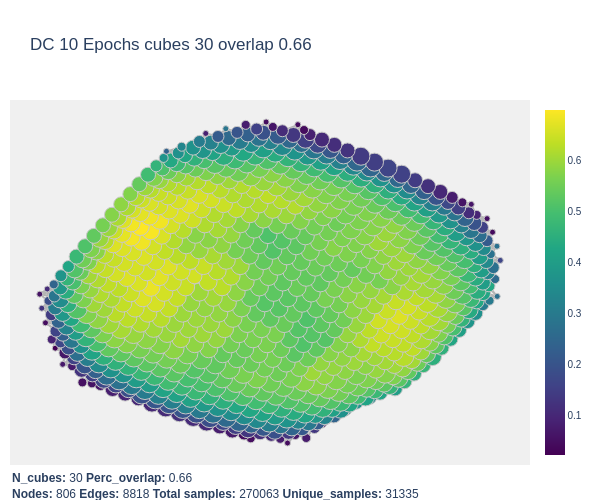 DC 10 Epochs cubes 30 overlap 0.66
0.6
0.5
0.4
0.3
0.2
0.1
N_cubes: 30 Perc_overlap: 0.66
Nodes: 806 Edges: 8818 Total samples: 270063 Unique_samples: 31335